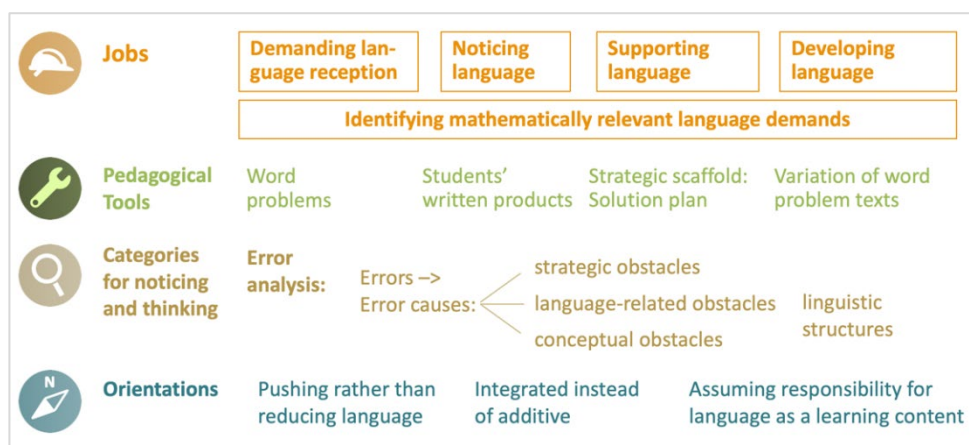 Jobs
Demanding lan-
guage reception
Noticing
language
Supporting
language
Developing
language
Identifying mathematically relevant language demands
Pedagogical
Tools
Word
problems
Students’
written products
Strategic scaffold:
Solution plan
Variation of word
problem texts
Categories
for noticing
and thinking
Error
analysis:
Errors –>
Error causes:
strategic obstacles
language-related obstacles
conceptual obstacles
linguistic
structures
N
Orientations
Pushing rather than
reducing language
Integrated instead
of additive
Assuming responsibility for
language as a learning content